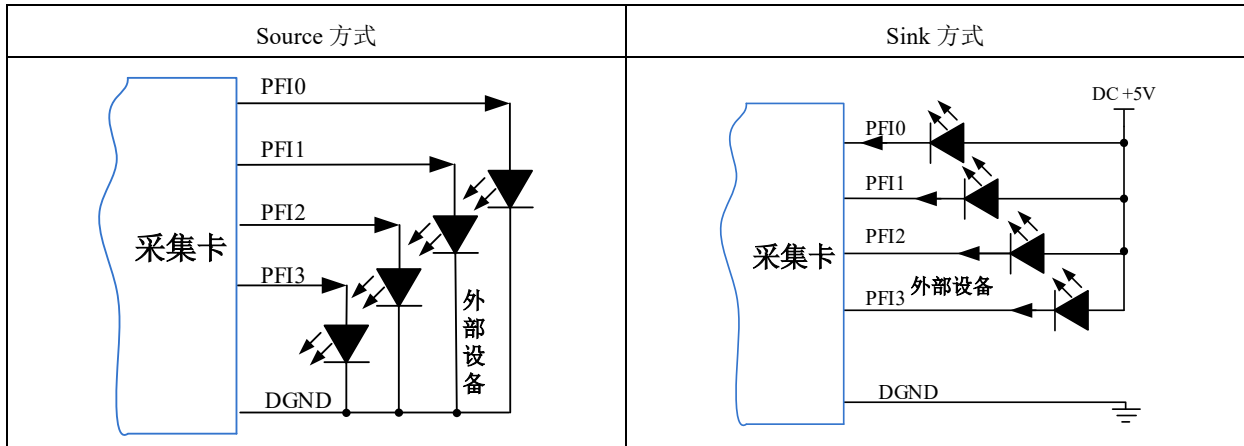 Source 方式
Sink 方式
PFI0
PFI1
PFI2
采集卡
PFI3
外部设备
DGND
DC +5V
PFI0
PFI1
PFI2
采集卡
外部设备
PFI3
DGND